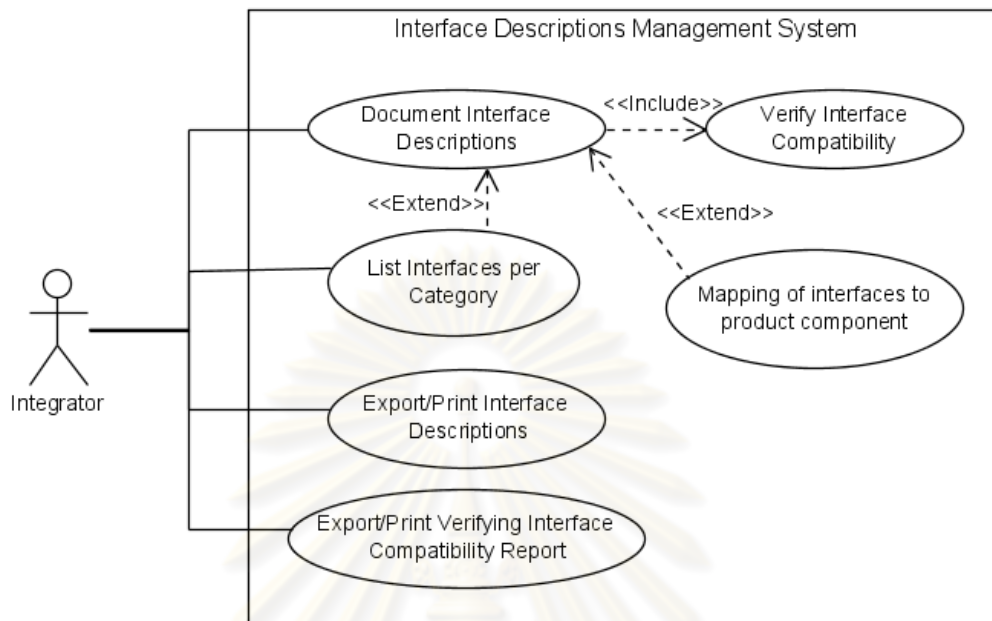 Interface Descriptions Management System
Document Interface
Descriptions
<<Include>>
Verify Interface
Compatibility
<<Extend>>
<<Extend>>
List Interfaces per
Category
Mapping of interfaces to
product component
Integrator
Export/Print Interface
Descriptions
Export/Print Verifying Interface
Compatibility Report